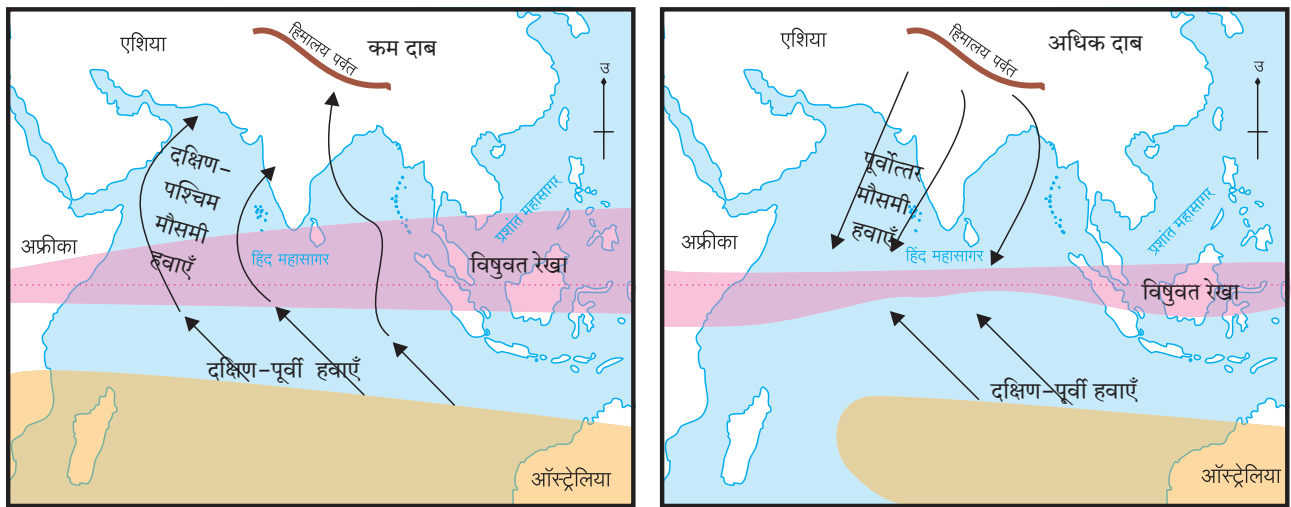 एशिया
हिमालय पर्वत
कम दाब
उ
दक्षिण-
पश्चिम
मौसमी
हवाएँ
अफ्रीका
हिंद महासागर
प्रशांत महासागर
विषुवत रेखा
दक्षिण-पूर्वी हवाएँ
ऑस्ट्रेलिया
एशिया
हिमालय पर्वत
अधिक दाब
उ
पूर्वोत्तर
मौसमी
हवाएँ
अफ्रीका
हिंद महासागर
प्रशांत महासागर
विषुवत रेखा
दक्षिण-पूर्वी हवाएँ
ऑस्ट्रेलिया